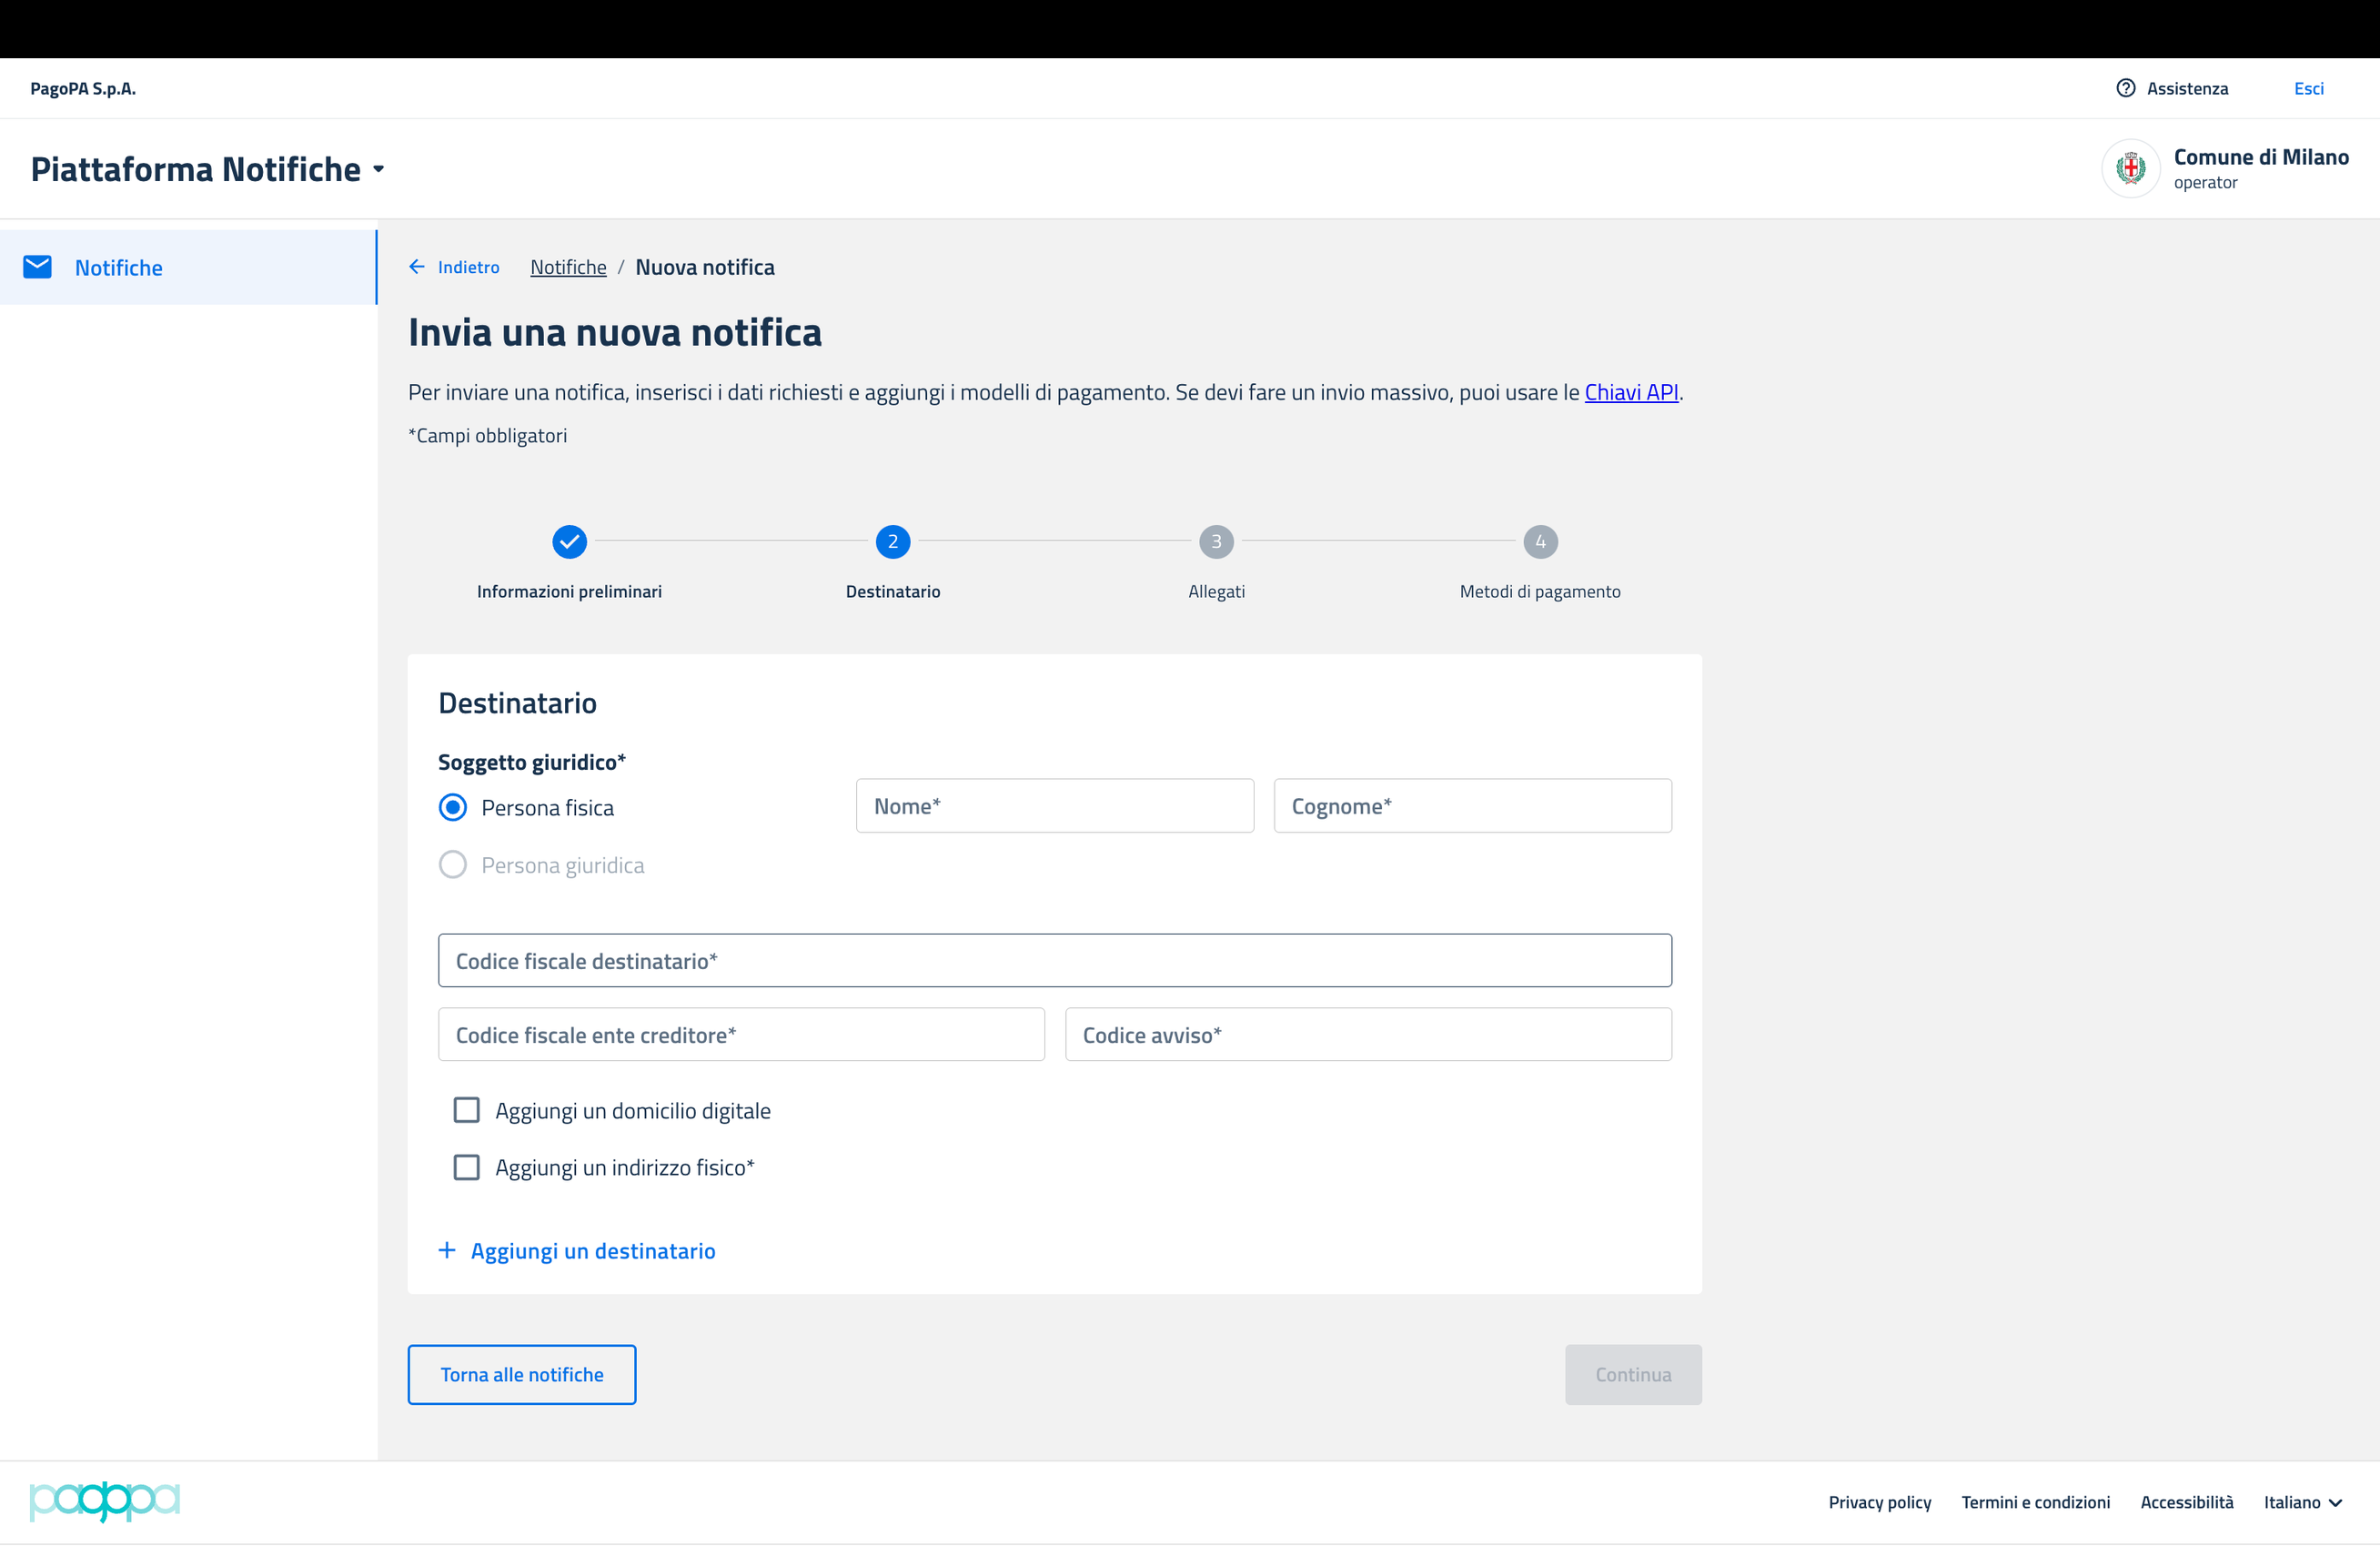 PagoPA S.p.A.
Assistenza
Esci
Piattaforma Notifiche
Comune di Milano
operator
Notifiche
Indietro
Notifiche / Nuova notifica
Invia una nuova notifica
Per inviare una notifica, inserisci i dati richiesti e aggiungi i modelli di pagamento. Se devi fare un invio massivo, puoi usare le Chiavi API.
*Campi obbligatori
2
3
4
Informazioni preliminari
Destinatario
Allegati
Metodi di pagamento
Destinatario
Soggetto giuridico*
Persona fisica
Nome*
Cognome*
Persona giuridica
Codice fiscale destinatario*
Codice fiscale ente creditore*
Codice avviso*
Aggiungi un domicilio digitale
Aggiungi un indirizzo fisico*
+ Aggiungi un destinatario
Torna alle notifiche
Continua
pagopa
Privacy policy
Termini e condizioni
Accessibilità
Italiano